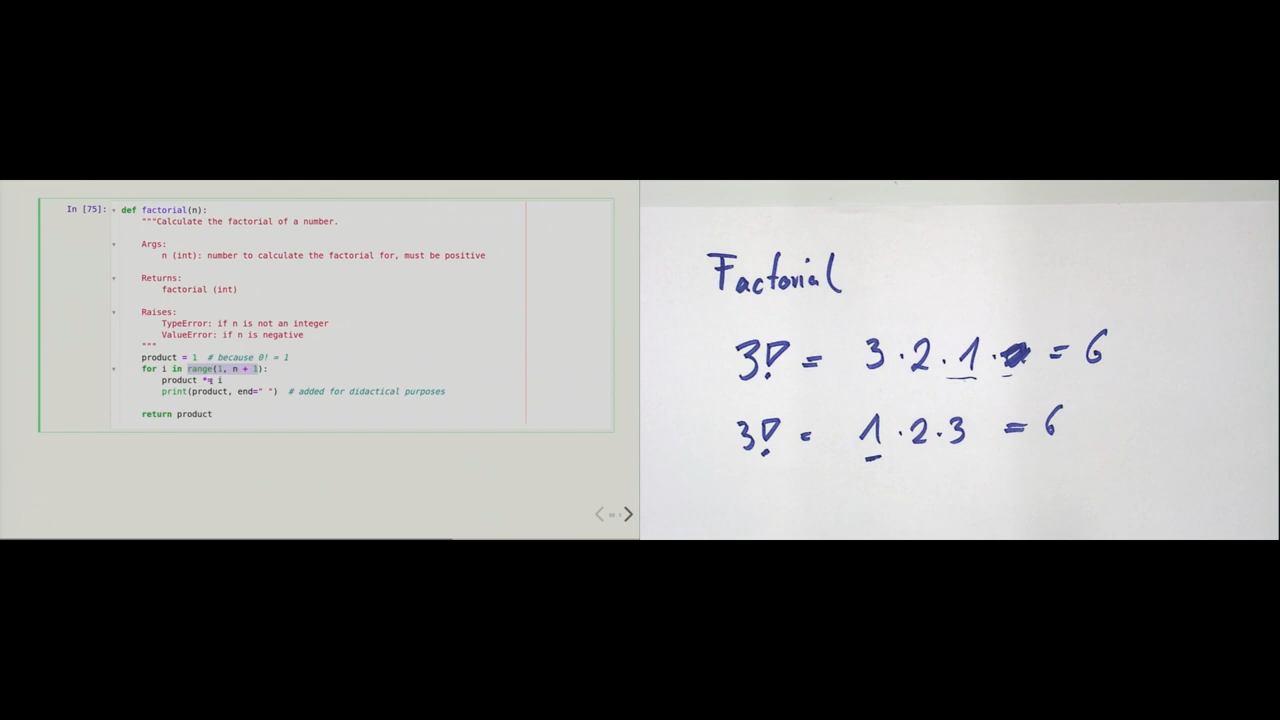 In [75]: def factorial(n):
"""Calculate the factorial of a number.
Args:
n (int): number to calculate the factorial for, must be positive
Returns:
factorial (int)
Raises:
TypeError: if n is not an integer
ValueError: if n is negative
"""
product = 1 # because 0! = 1
for i in range(1, n + 1):
product *= i
print(product, end=" ") # added for didactical purposes
return product
Factorial
3! = 3 · 2 · 1 · = 6
3! = 1 · 2 · 3 = 6